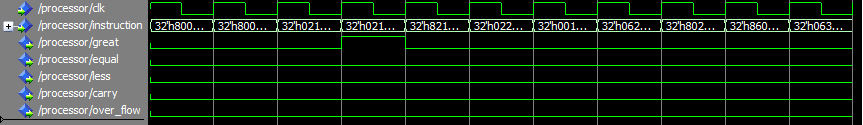 /processor/clk
/processor/instruction 32'h800... 32'h800... 32'h021... 32'h021... 32'h821... 32'h022... 32'h001... 32'h062... 32'h802... 32'h860... 32'h063...
/processor/great
/processor/equal
/processor/less
/processor/carry
/processor/over_flow